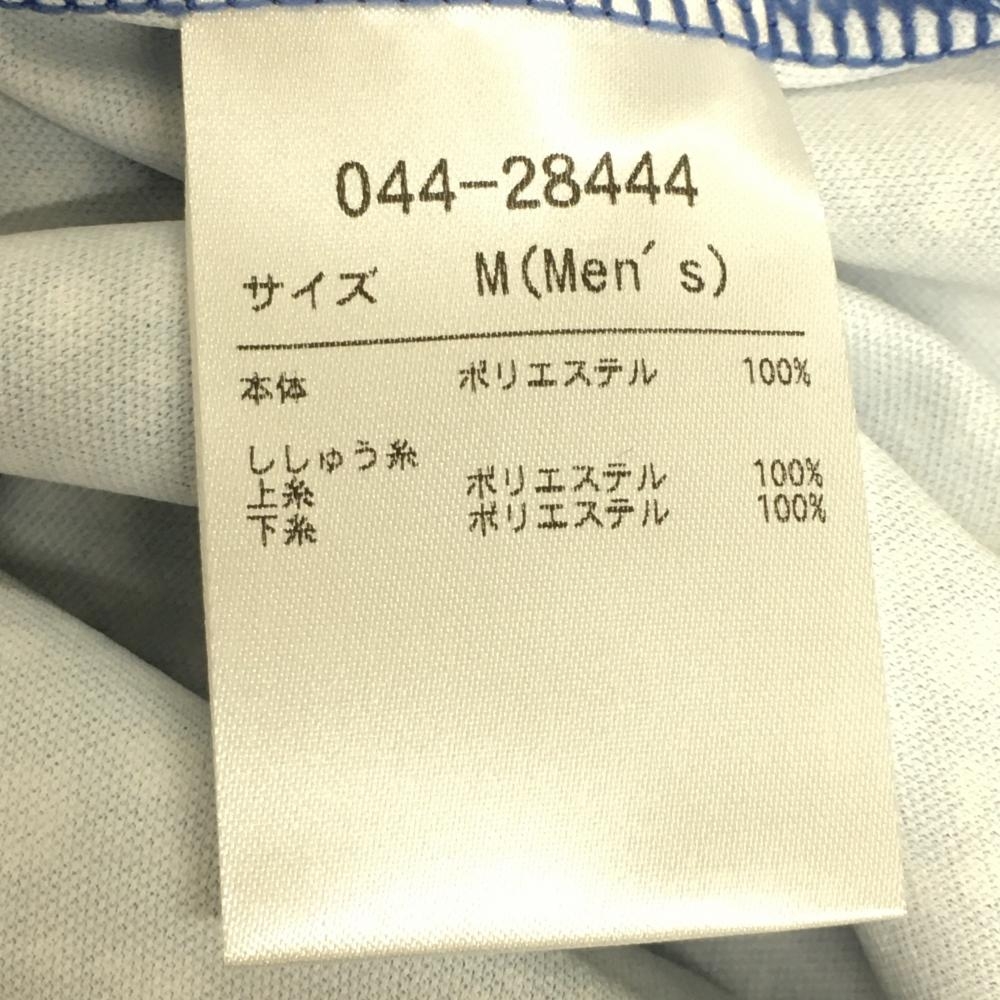 044-28444
サイズ M(Men´s)
本体 ポリエステル 100%
ししゅう糸
上糸 ポリエステル 100%
下糸 ポリエステル 100%